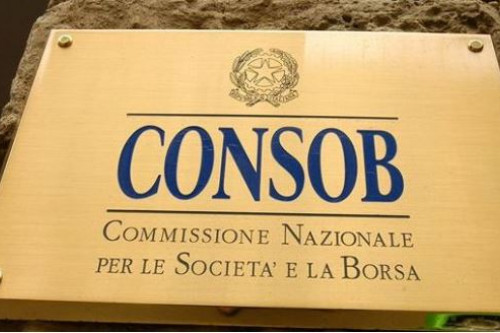 CONSOB
COMMISSIONE NAZIONALE
PER LE SOCIETA' E LA BORSA